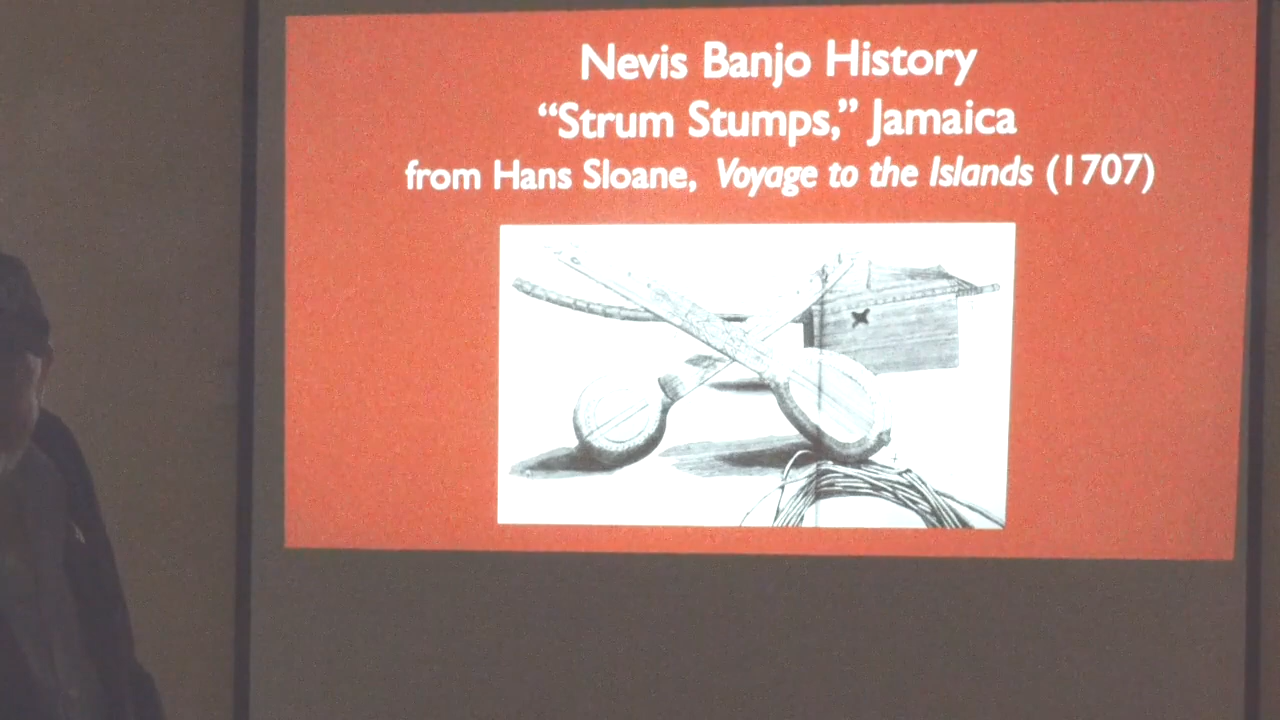 Nevis Banjo History
“Strum Stumps,” Jamaica
from Hans Sloane, Voyage to the Islands (1707)